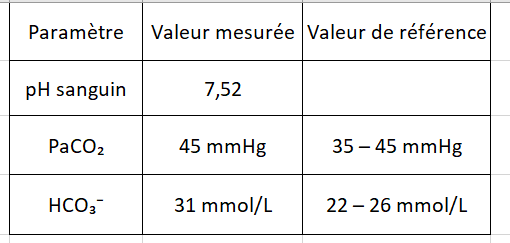 Paramètre Valeur mesurée Valeur de référence
pH sanguin 7,52
PaCO₂ 45 mmHg 35 – 45 mmHg
HCO₃⁻ 31 mmol/L 22 – 26 mmol/L